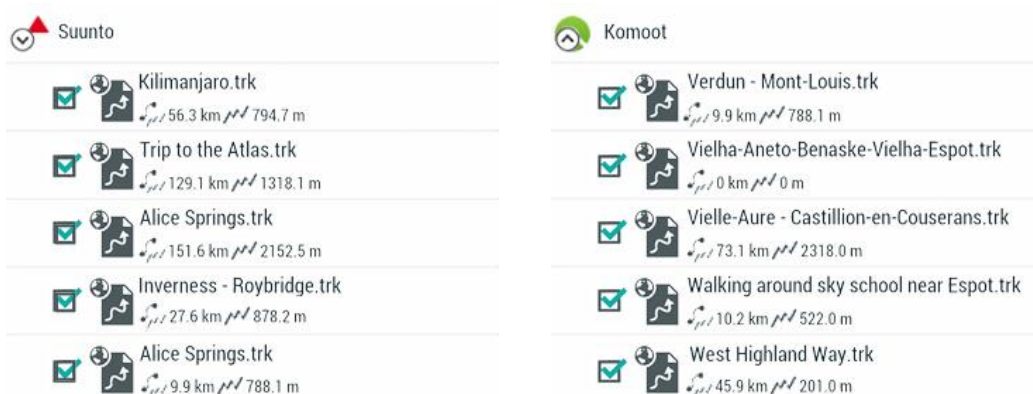 Suunto
Kilimanjaro.trk
56.3 km 794.7 m
Trip to the Atlas.trk
129.1 km 1318.1 m
Alice Springs.trk
151.6 km 2152.5 m
Inverness - Roybridge.trk
27.6 km 878.2 m
Alice Springs.trk
9.9 km 788.1 m
Komoot
Verdun - Mont-Louis.trk
9.9 km 788.1 m
Vielha-Aneto-Benaske-Vielha-Espot.trk
0 km 0 m
Vielle-Aure - Castillion-en-Couserans.trk
73.1 km 2318.0 m
Walking around sky school near Espot.trk
10.2 km 522.0 m
West Highland Way.trk
45.9 km 201.0 m